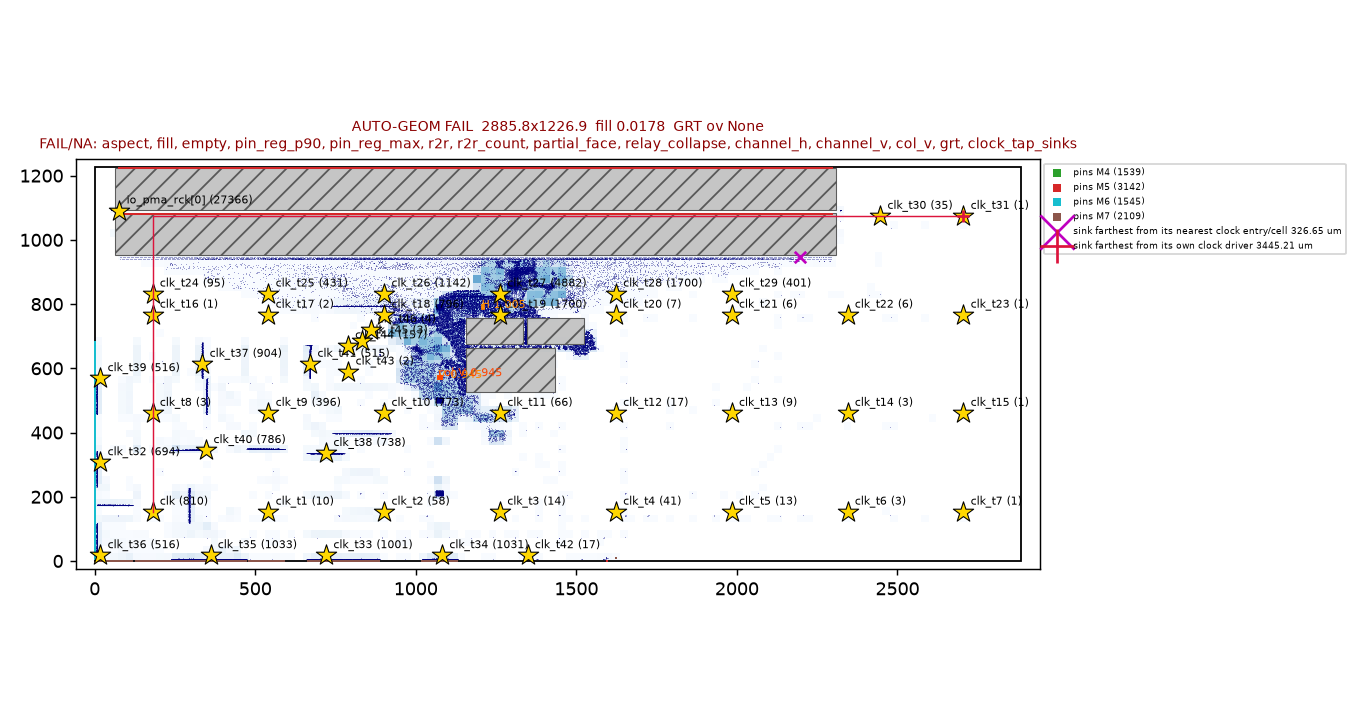 AUTO-GEOM FAIL 2885.8x1226.9 fill 0.0178 GRT ov None
FAIL/NA: aspect, fill, empty, pin_reg_p90, pin_reg_max, r2r, r2r_count, partial_face, relay_collapse, channel_h, channel_v, col_v, grt, clock_tap_sinks
pins M4 (1539)
pins M5 (3142)
pins M6 (1545)
pins M7 (2109)
sink farthest from its nearest clock entry/cell 326.65 um
sink farthest from its own clock driver 3445.21 um
1200
1000
800
600
400
200
0
io_pma_rck[0] (27366)
clk_t30 (35)
clk_t31 (1)
clk_t24 (95)
clk_t25 (431)
clk_t26 (1142)
clk_t28 (1700)
clk_t29 (401)
clk_t16 (1)
clk_t17 (2)
clk_t18
clk_t19 (1700)
clk_t20 (7)
clk_t21 (6)
clk_t22 (6)
clk_t23 (1)
clk_t37 (904)
clk_t43 (2)
clk_t39 (516)
clk_t8 (3)
clk_t9 (396)
clk_t10
clk_t11 (66)
clk_t12 (17)
clk_t13 (9)
clk_t14 (3)
clk_t15 (1)
clk_t40 (786)
clk_t38 (738)
clk_t32 (694)
clk (810)
clk_t1 (10)
clk_t2 (58)
clk_t3 (14)
clk_t4 (41)
clk_t5 (13)
clk_t6 (3)
clk_t7 (1)
clk_t36 (516)
clk_t35 (1033)
clk_t33 (1001)
clk_t34 (1031)
clk_t42 (17)
0 500 1000 1500 2000 2500